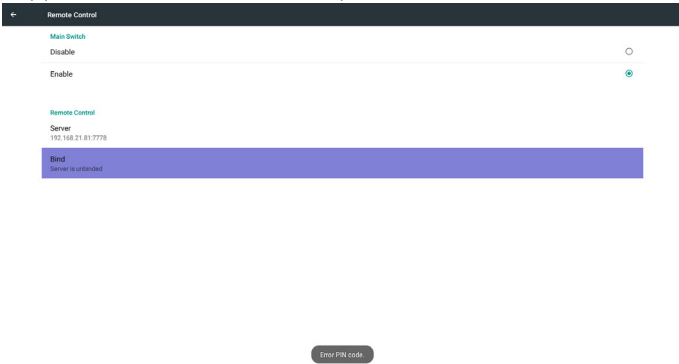 Remote Control
Main Switch
Disable
Enable
Remote Control
Server
192.168.21.81:7778
Bind
Server is unbinded
Error PIN code.